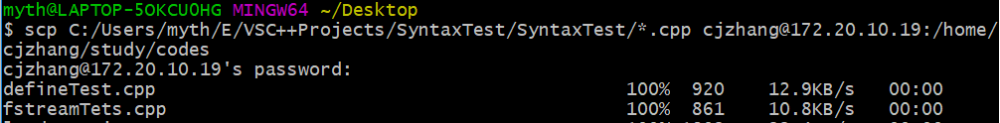 myth@LAPTOP-5OKCU0HG MINGW64 ~/Desktop
$ scp C:/Users/myth/E/VSC++Projects/SyntaxTest/SyntaxTest/*.cpp cjzhang@172.20.10.19:/home/
cjzhang/study/codes
cjzhang@172.20.10.19's password:
defineTest.cpp 100% 920 12.9KB/s 00:00
fstreamTets.cpp 100% 861 10.8KB/s 00:00